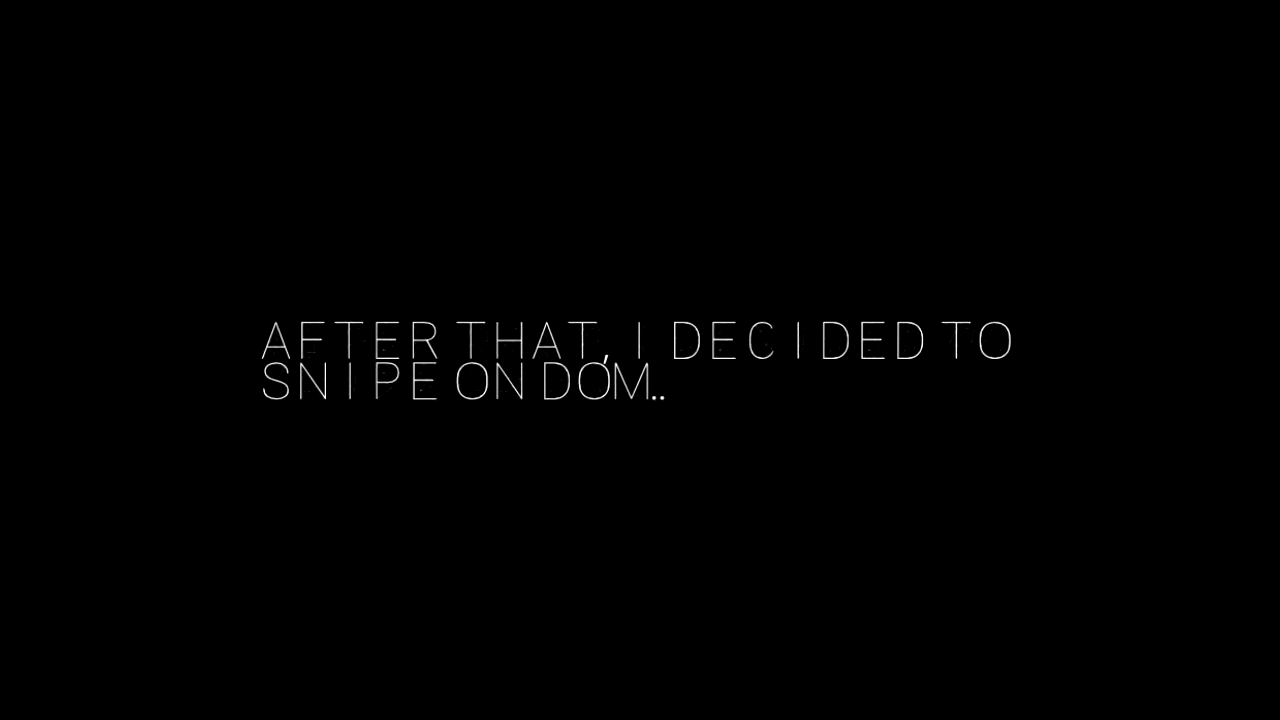 AFTER THAT, I DECIDED TO
SNIPE ON DOM..